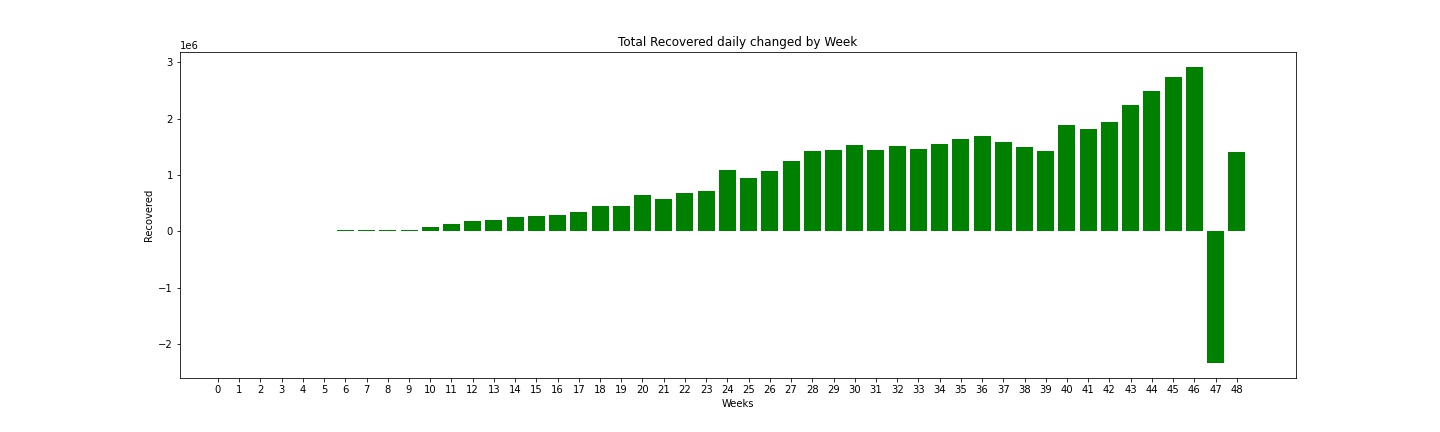 Total Recovered daily changed by Week
1e6
3
2
1
0
−1
−2
Recovered
0 1 2 3 4 5 6 7 8 9 10 11 12 13 14 15 16 17 18 19 20 21 22 23 24 25 26 27 28 29 30 31 32 33 34 35 36 37 38 39 40 41 42 43 44 45 46 47 48
Weeks